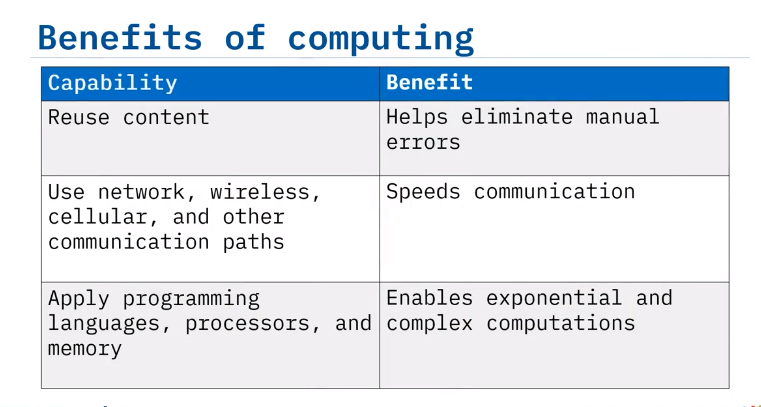 Benefits of computing
Capability
Benefit
Reuse content
Helps eliminate manual
errors
Use network, wireless,
cellular, and other
communication paths
Speeds communication
Apply programming
languages, processors, and
memory
Enables exponential and
complex computations